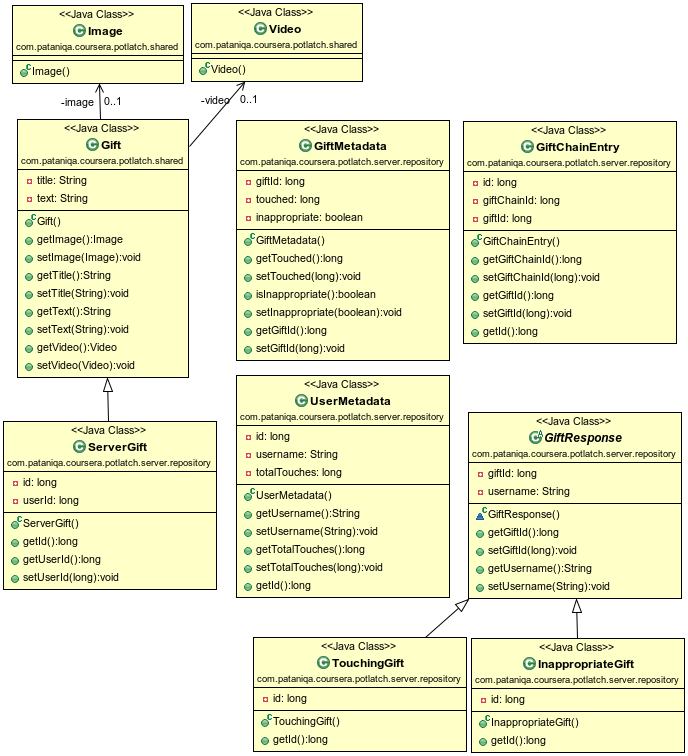 <<Java Class>>
Image
com.pataniqa.coursera.potlatch.shared
Image()
<<Java Class>>
Video
com.pataniqa.coursera.potlatch.shared
Video()
-image 0..1
-video 0..1
<<Java Class>>
Gift
com.pataniqa.coursera.potlatch.shared
title: String
text: String
Gift()
getImage():Image
setImage(Image):void
getTitle():String
setTitle(String):void
getText():String
setText(String):void
getVideo():Video
setVideo(Video):void
<<Java Class>>
GiftMetadata
com.pataniqa.coursera.potlatch.server.repository
giftId: long
touched: long
inappropriate: boolean
GiftMetadata()
getTouched():long
setTouched(long):void
isInappropriate():boolean
setInappropriate(boolean):void
getGiftId():long
setGiftId(long):void
<<Java Class>>
GiftChainEntry
com.pataniqa.coursera.potlatch.server.repository
id: long
giftChainId: long
giftId: long
GiftChainEntry()
getGiftChainId():long
setGiftChainId(long):void
getGiftId():long
setGiftId(long):void
getId():long
<<Java Class>>
ServerGift
com.pataniqa.coursera.potlatch.server.repository
id: long
userId: long
ServerGift()
getId():long
getUserId():long
setUserId(long):void
<<Java Class>>
UserMetadata
com.pataniqa.coursera.potlatch.server.repository
id: long
username: String
totalTouches: long
UserMetadata()
getUsername():String
setUsername(String):void
getTotalTouches():long
setTotalTouches(long):void
getId():long
<<Java Class>>
GiftResponse
com.pataniqa.coursera.potlatch.server.repository
giftId: long
username: String
GiftResponse()
getGiftId():long
setGiftId(long):void
getUsername():String
setUsername(String):void
<<Java Class>>
TouchingGift
com.pataniqa.coursera.potlatch.server.repository
id: long
TouchingGift()
getId():long
<<Java Class>>
InappropriateGift
com.pataniqa.coursera.potlatch.server.repository
id: long
InappropriateGift()
getId():long